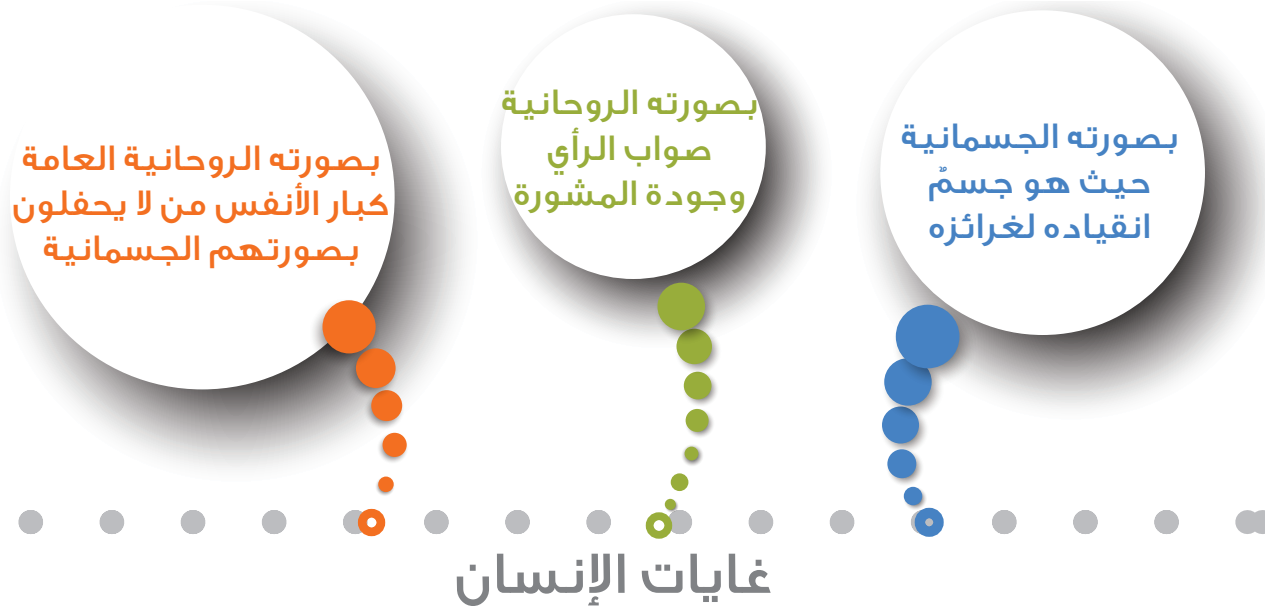 بصورته الجسمانية
حيث هو جسمٌ
انقياده لغرائزه
بصورته الروحانية
صواب الرأي
وجودة المشورة
بصورته الروحانية العامة
كبار الأنفس من لا يحفلون
بصورتهم الجسمانية
غايات الإنسان